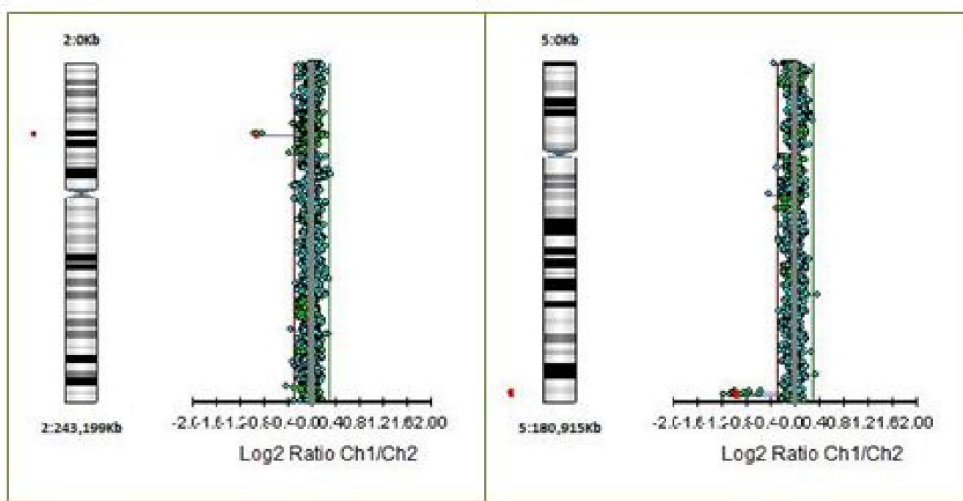 2:0Kb
2:243,199Kb
-2.0-1.6-1.2-0.8-0.4-0.00.40.81.21.62.00
Log2 Ratio Ch1/Ch2
5:0Kb
5:180,915Kb
-2.0-1.6-1.2-0.8-0.4-0.00.40.81.21.62.00
Log2 Ratio Ch1/Ch2